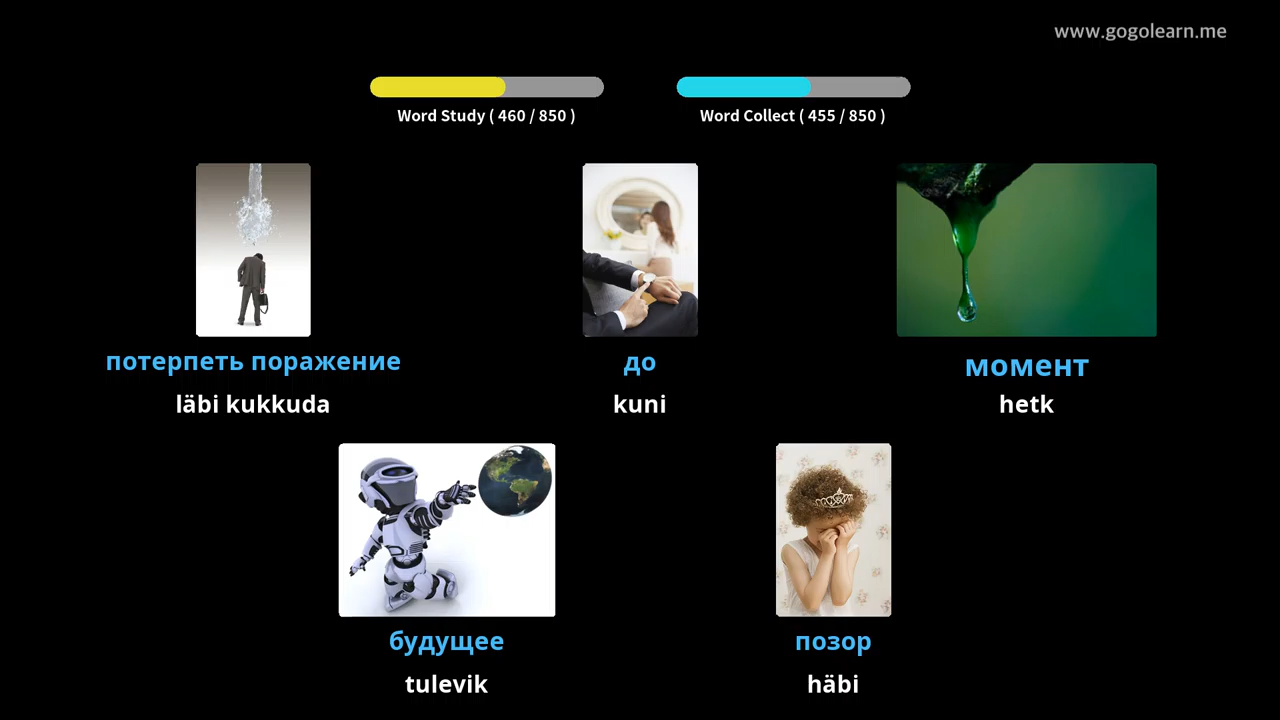 www.gogolearn.me
Word Study ( 460 / 850 )
Word Collect ( 455 / 850 )
потерпеть поражение
läbi kukkuda
до
kuni
момент
hetk
будущее
tulevik
позор
häbi